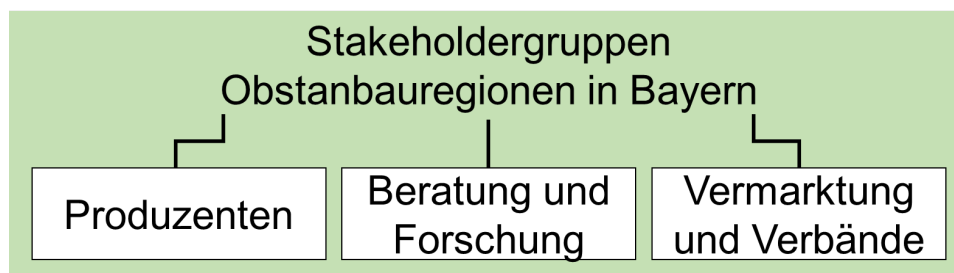 Stakeholdergruppen
Obstanbauregionen in Bayern
Produzenten
Beratung und
Forschung
Vermarktung
und Verbände